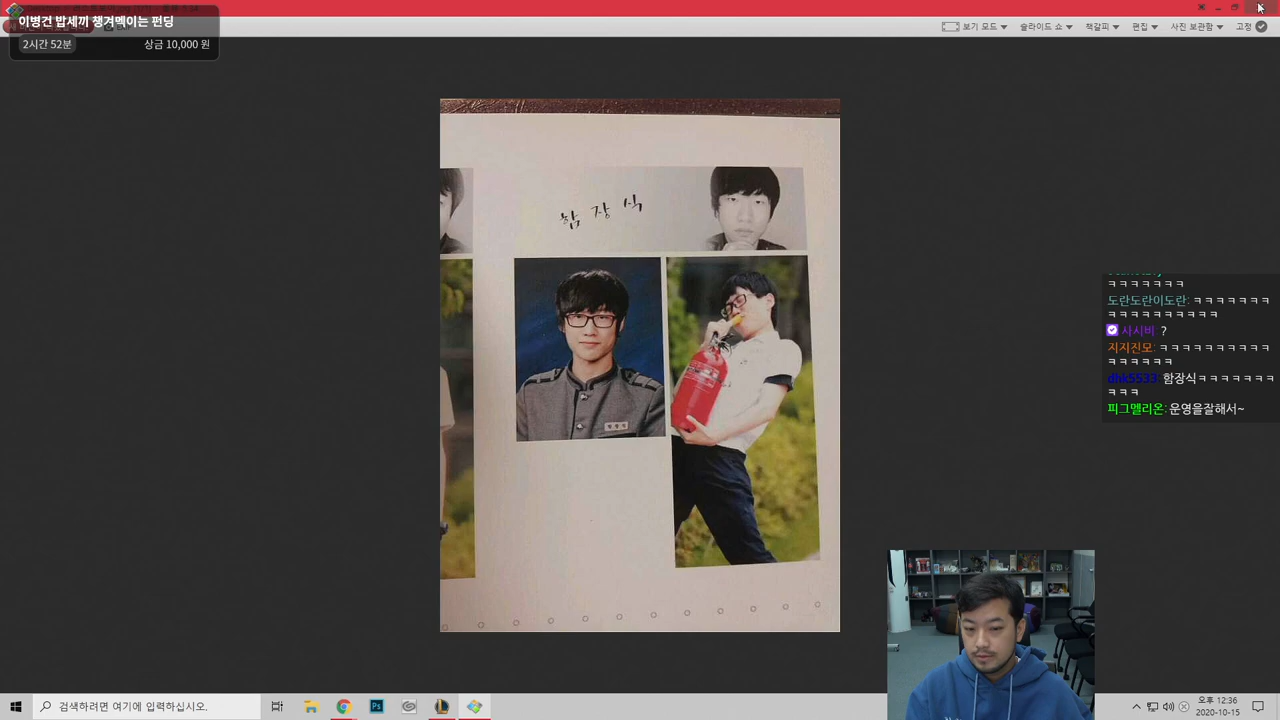 이병건 밥세끼 챙겨멕이는 펀딩
2시간 52분
상금 10,000 원
보기 모드
슬라이드 쇼
책갈피
편집
사진 보관함
고정
함장식
ㅋㅋㅋㅋㅋㅋㅋ
도란도란이도란: ㅋㅋㅋㅋㅋㅋㅋ
ㅋㅋㅋㅋㅋㅋㅋㅋㅋㅋ
사시비: ?
지지진모: ㅋㅋㅋㅋㅋㅋㅋㅋㅋㅋ
ㅋㅋㅋㅋㅋㅋ
dhk5533: 함장식ㅋㅋㅋㅋㅋㅋㅋ
ㅋㅋㅋ
피그멜리온: 운영을잘해서~
검색하려면 여기에 입력하십시오.
Ps
오후 12:36
2020-10-15